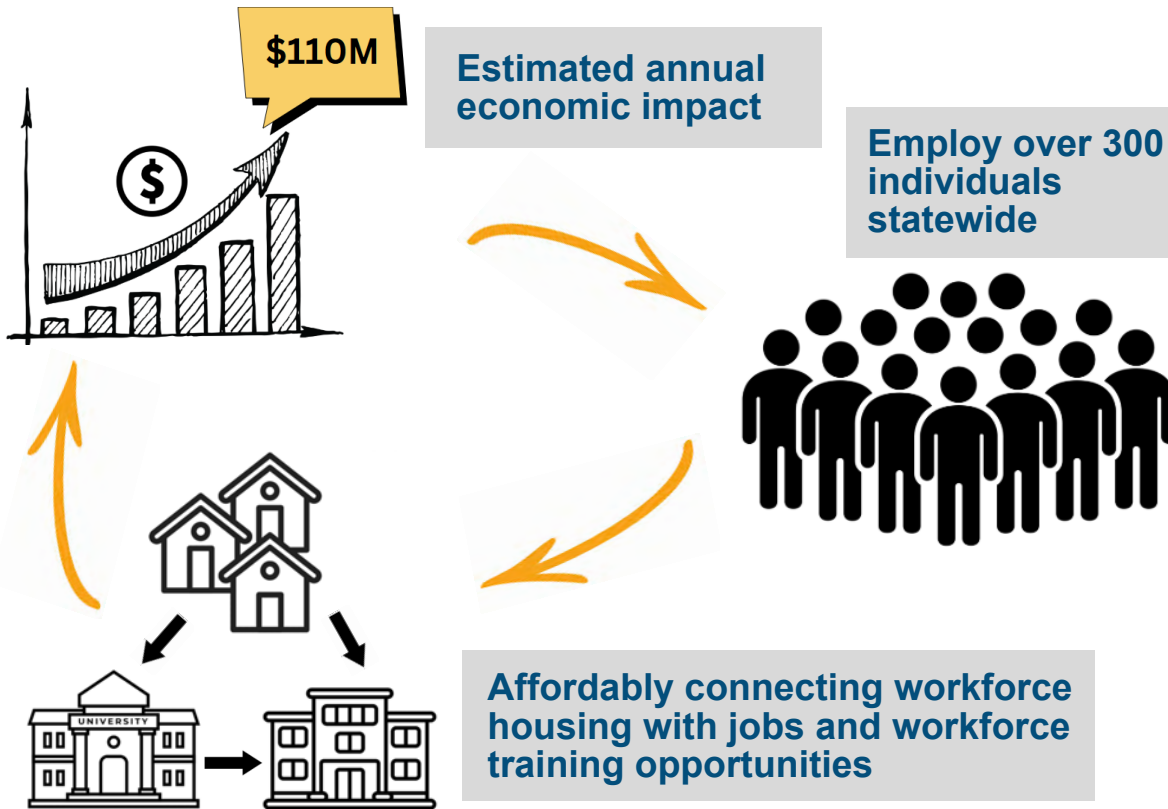 $110M
Estimated annual
economic impact
Employ over 300
individuals
statewide
$
UNIVERSITY
Affordably connecting workforce
housing with jobs and workforce
training opportunities